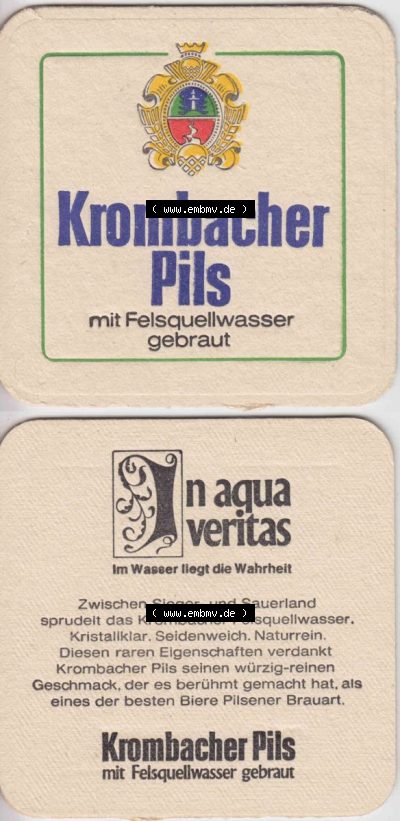 Krombacher
( www.embmv.de )
Pils
mit Felsquellwasser
gebraut
In aqua
veritas
Im Wasser liegt die Wahrheit
Zwischen Sieger- und Sauerland
( www.embmv.de )
sprudelt das Krombacher Felsquellwasser.
Kristallklar. Seidenweich. Naturrein.
Diesen raren Eigenschaften verdankt
Krombacher Pils seinen würzig-reinen
Geschmack, der es berühmt gemacht hat, als
eines der besten Biere Pilsener Brauart.
Krombacher Pils
mit Felsquellwasser gebraut